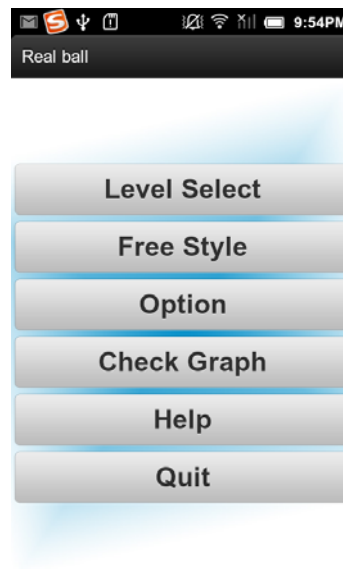 9:54PM
Real ball
Level Select
Free Style
Option
Check Graph
Help
Quit